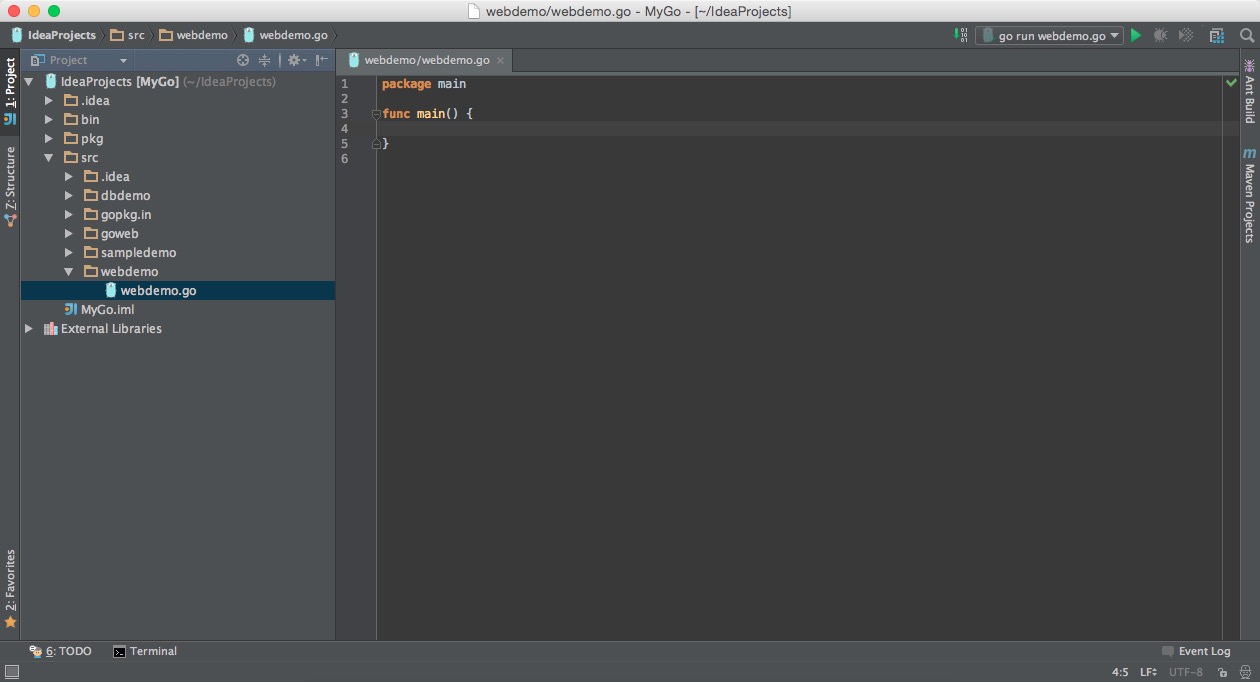 webdemo/webdemo.go - MyGo - [~/IdeaProjects]
IdeaProjects src webdemo webdemo.go
go run webdemo.go
1: Project
Z: Structure
2: Favorites
Project
IdeaProjects [MyGo] (~/IdeaProjects)
.idea
bin
pkg
src
.idea
dbdemo
gopkg.in
goweb
sampledemo
webdemo
webdemo.go
MyGo.iml
External Libraries
webdemo/webdemo.go
1 package main
2
3 func main() {
4
5 }
6
Ant Build
m Maven Projects
6: TODO Terminal
Event Log
4:5 LF UTF-8